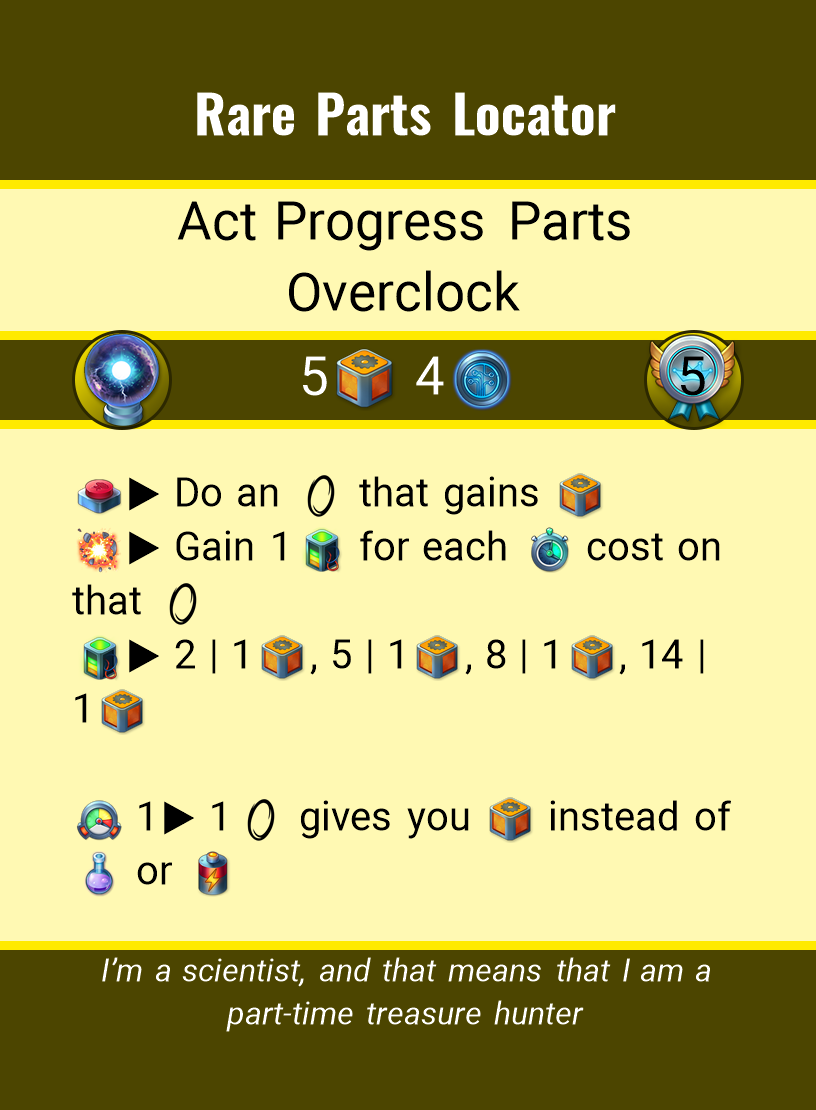 Rare Parts Locator
Act Progress Parts
Overclock
5 4 5
▶ Do an that gains
▶ Gain 1 for each cost on
that
▶ 2 | 1 , 5 | 1 , 8 | 1 , 14 |
1
1▶ 1 gives you instead of
or
I'm a scientist, and that means that I am a
part-time treasure hunter